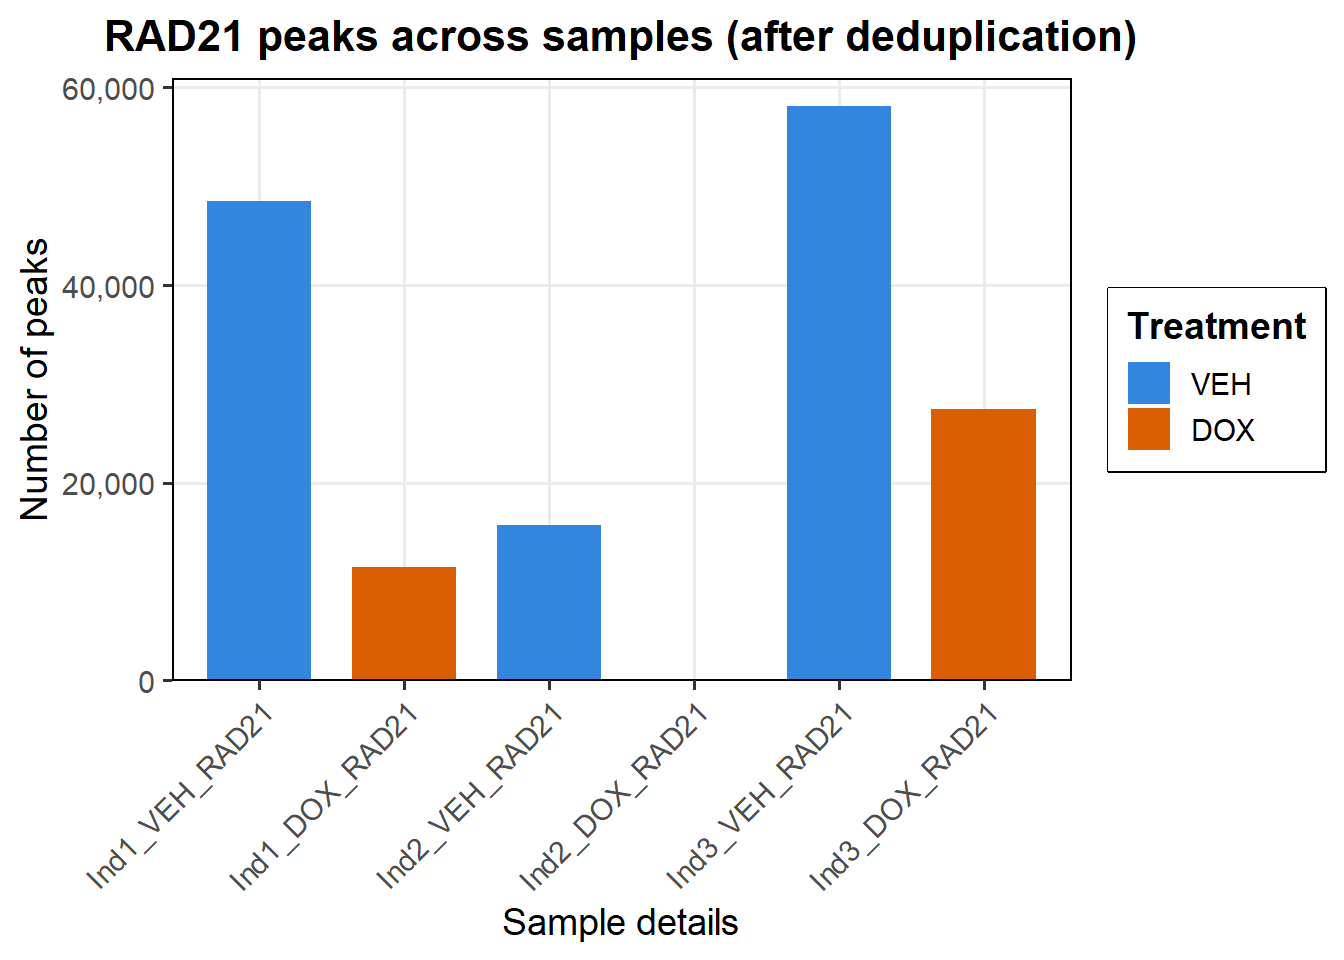 RAD21 peaks across samples (after deduplication)
Number of peaks
60,000
40,000
20,000
0
Ind1_VEH_RAD21
Ind1_DOX_RAD21
Ind2_VEH_RAD21
Ind2_DOX_RAD21
Ind3_VEH_RAD21
Ind3_DOX_RAD21
Sample details
Treatment
VEH
DOX